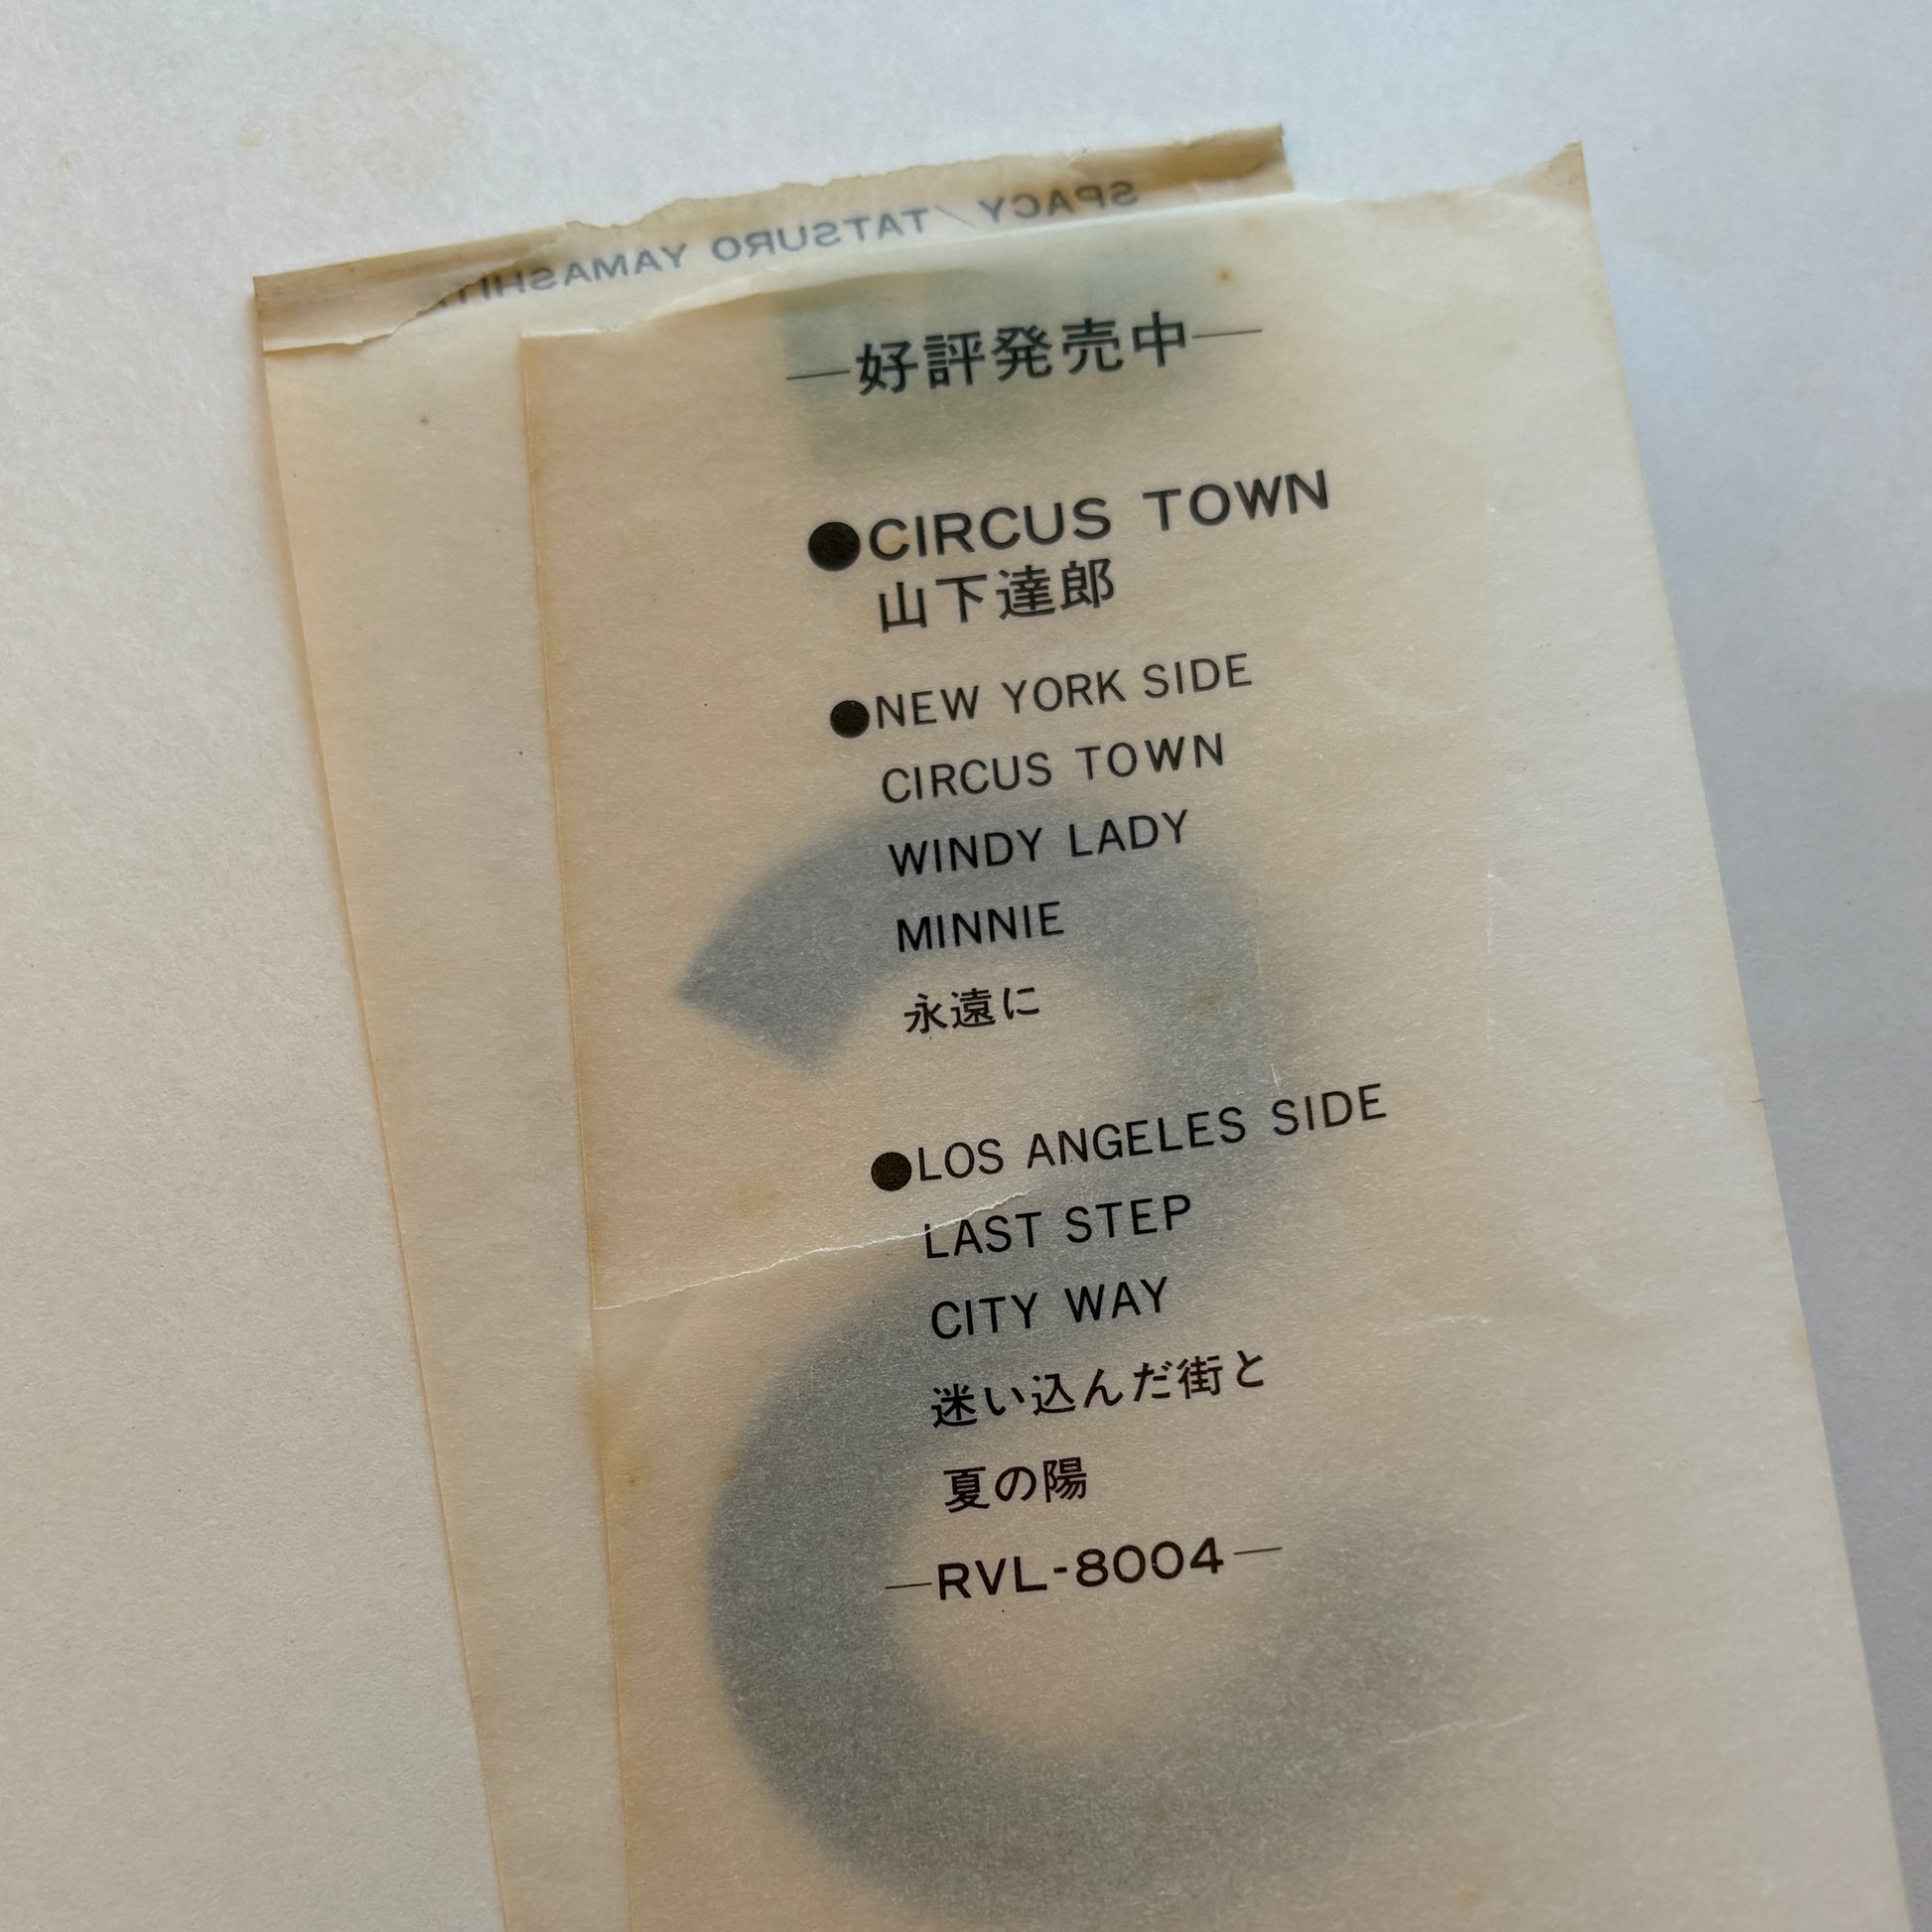 SPACY/TATSURO YAMASHIT
—好評発売中—
●CIRCUS TOWN
山下達郎
●NEW YORK SIDE
CIRCUS TOWN
WINDY LADY
MINNIE
永遠に
●LOS ANGELES SIDE
LAST STEP
CITY WAY
迷い込んだ街と
夏の陽
—RVL-8004—